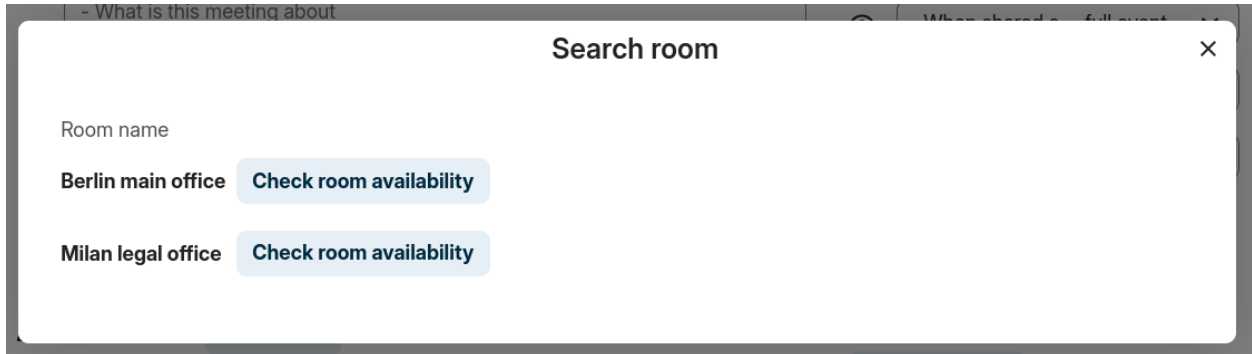 - What is this meeting about
Search room
Room name
Berlin main office Check room availability
Milan legal office Check room availability